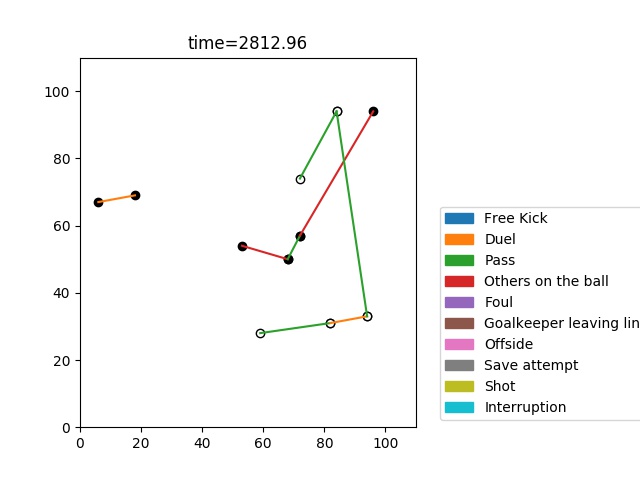 time=2812.96
100
80
60
40
20
0
0 20 40 60 80 100
Free Kick
Duel
Pass
Others on the ball
Foul
Goalkeeper leaving lin
Offside
Save attempt
Shot
Interruption